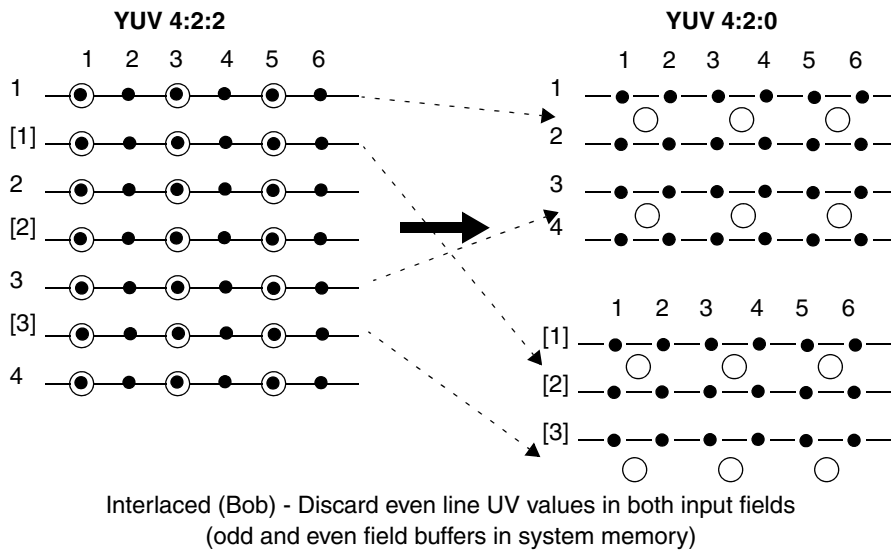 YUV 4:2:2
1 2 3 4 5 6
1
[1]
2
[2]
3
[3]
4
YUV 4:2:0
1 2 3 4 5 6
1
2
3
4
1 2 3 4 5 6
[1]
[2]
[3]
Interlaced (Bob) - Discard even line UV values in both input fields
(odd and even field buffers in system memory)